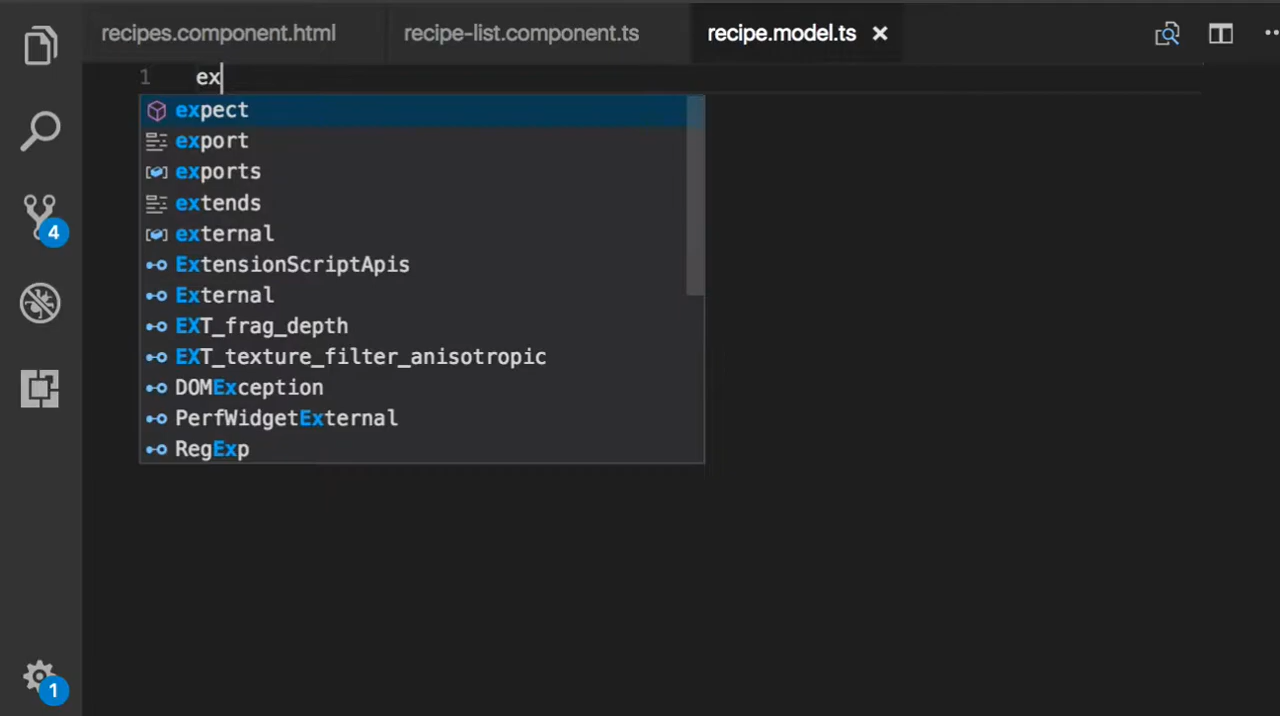 recipes.component.html recipe-list.component.ts recipe.model.ts
1 ex
expect
export
exports
extends
external
ExtensionScriptApis
External
EXT_frag_depth
EXT_texture_filter_anisotropic
DOMException
PerfWidgetExternal
RegExp
4
1